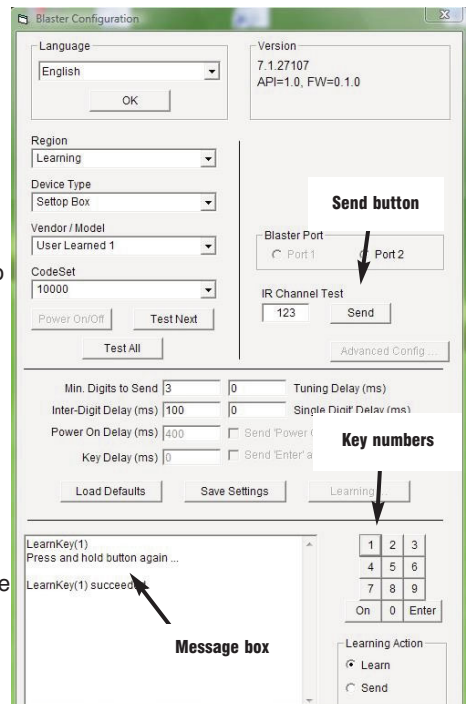 Blaster Configuration
Language
English
OK
Version
7.1.27107
API=1.0, FW=0.1.0
Region
Learning
Device Type
Settop Box
Vendor / Model
User Learned 1
CodeSet
10000
Power On/Off
Test Next
Test All
Send button
Blaster Port
Port 1
Port 2
IR Channel Test
123
Send
Advanced Config ...
Min. Digits to Send
3
0
Tuning Delay (ms)
Inter-Digit Delay (ms)
100
0
Single Digit' Delay (ms)
Power On Delay (ms)
400
Send 'Power
Key Delay (ms)
0
Send 'Enter' a
Key numbers
Load Defaults
Save Settings
Learning
LearnKey(1)
Press and hold button again ...
LearnKey(1)
Message box
1 2 3
4 5 6
7 8 9
On 0 Enter
Learning Action
Learn
Send